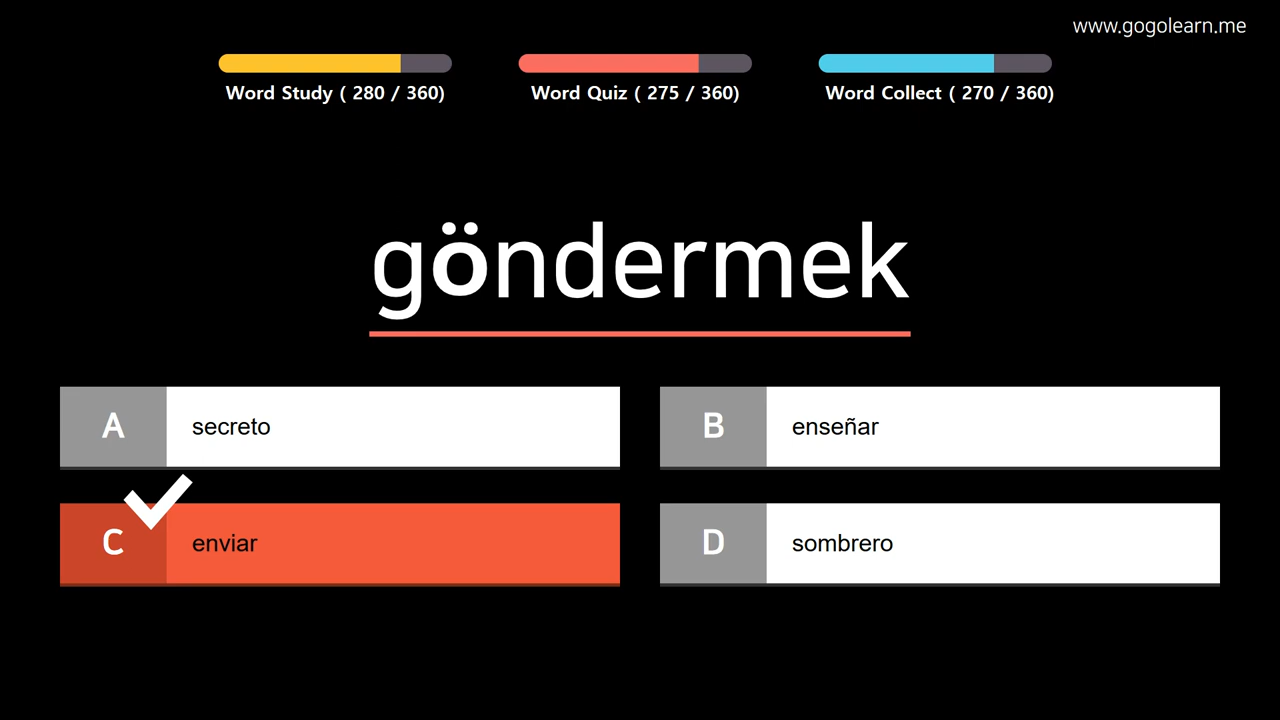 www.gogolearn.me
Word Study ( 280 / 360)
Word Quiz ( 275 / 360)
Word Collect ( 270 / 360)
göndermek
A secreto
B enseñar
C enviar
D sombrero